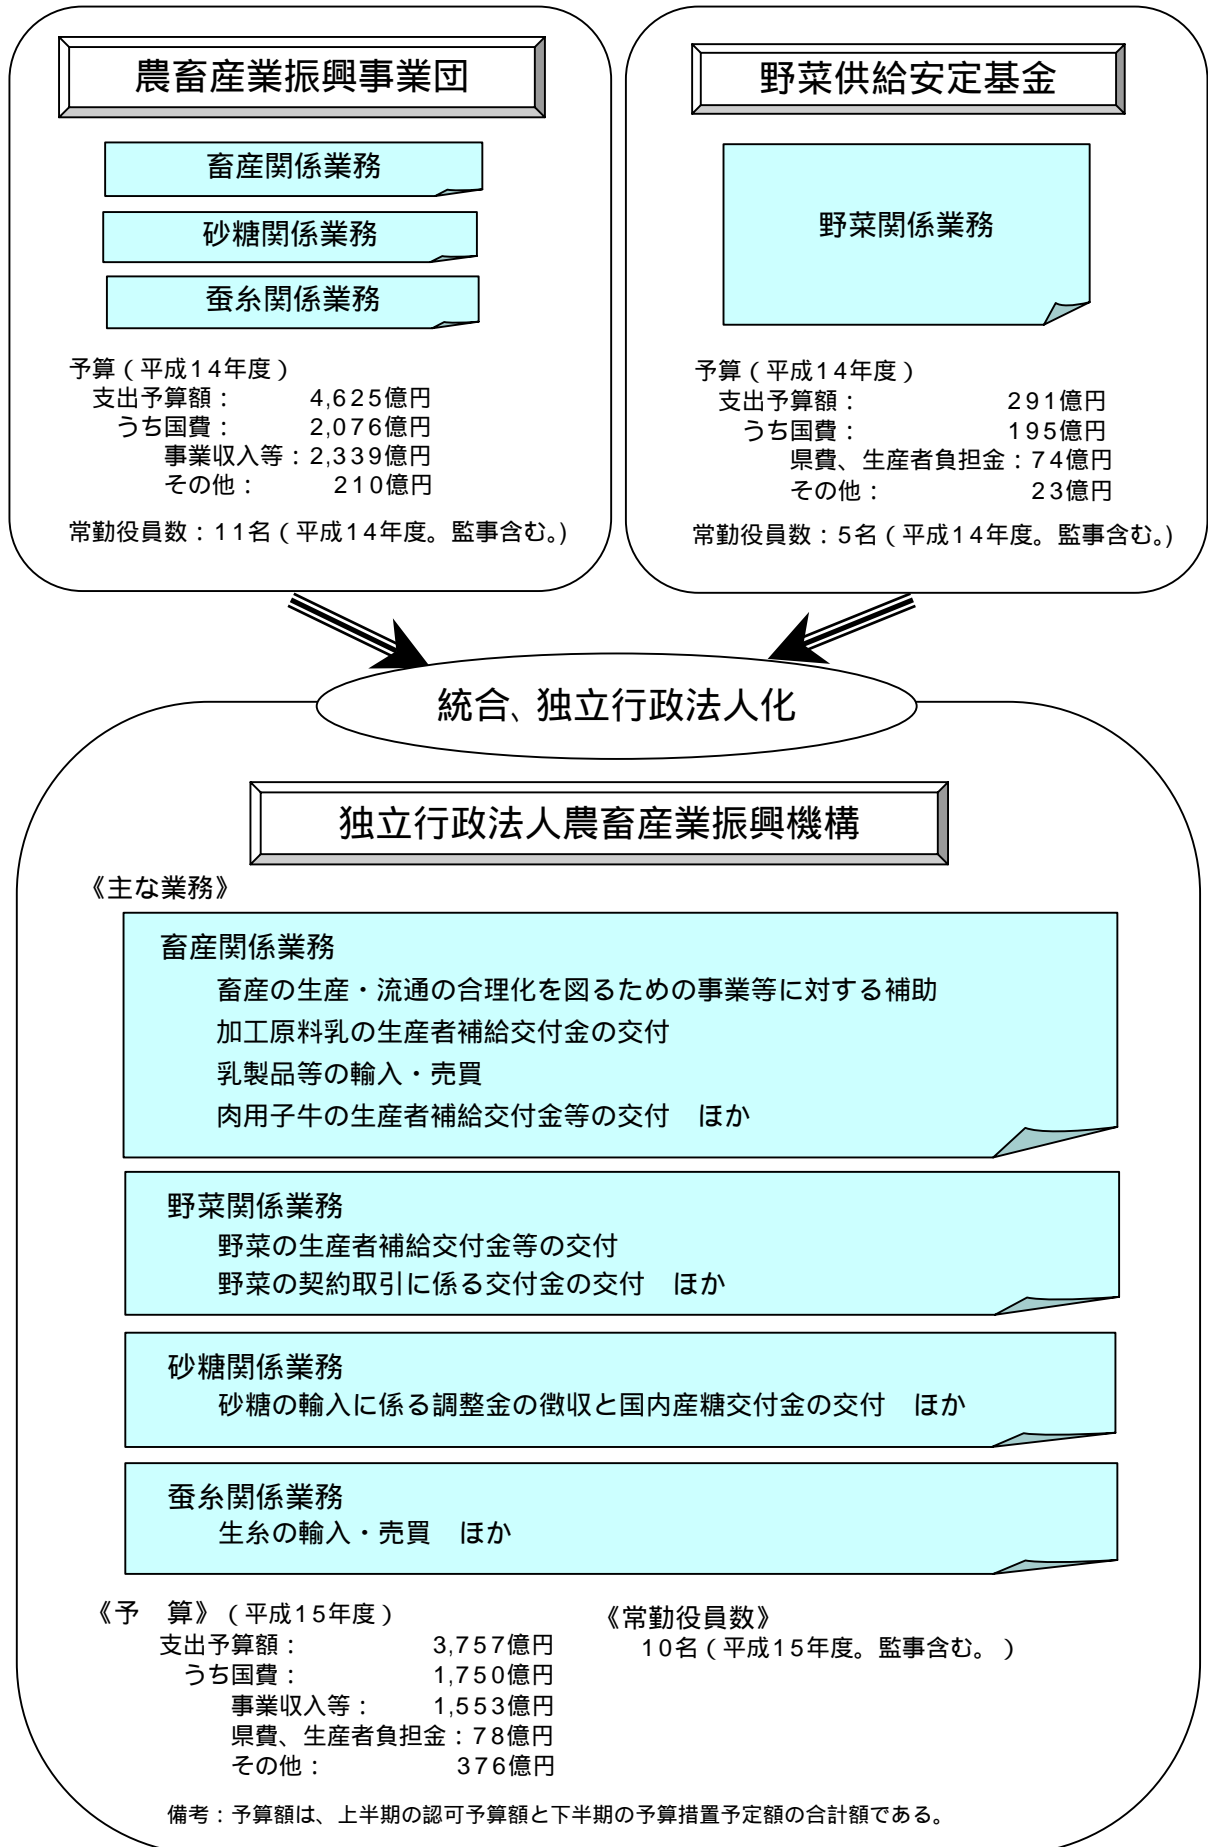 農畜産業振興事業団
畜産関係業務
砂糖関係業務
蚕糸関係業務
予算(平成14年度)
支出予算額: 4,625億円
うち国費: 2,076億円
事業収入等:2,339億円
その他: 210億円
常勤役員数:11名(平成14年度。監事含む。)
野菜供給安定基金
野菜関係業務
予算(平成14年度)
支出予算額: 291億円
うち国費: 195億円
県費、生産者負担金:74億円
その他: 23億円
常勤役員数:5名(平成14年度。監事含む。)
統合、独立行政法人化
独立行政法人農畜産業振興機構
《主な業務》
畜産関係業務
畜産の生産・流通の合理化を図るための事業等に対する補助
加工原料乳の生産者補給交付金の交付
乳製品等の輸入・売買
肉用子牛の生産者補給交付金等の交付 ほか
野菜関係業務
野菜の生産者補給交付金等の交付
野菜の契約取引に係る交付金の交付 ほか
砂糖関係業務
砂糖の輸入に係る調整金の徴収と国内産糖交付金の交付 ほか
蚕糸関係業務
生糸の輸入・売買 ほか
《予 算》(平成15年度)
支出予算額: 3,757億円
うち国費: 1,750億円
事業収入等: 1,553億円
県費、生産者負担金:78億円
その他: 376億円
《常勤役員数》
10名(平成15年度。監事含む。)
備考:予算額は、上半期の認可予算額と下半期の予算措置予定額の合計額である。